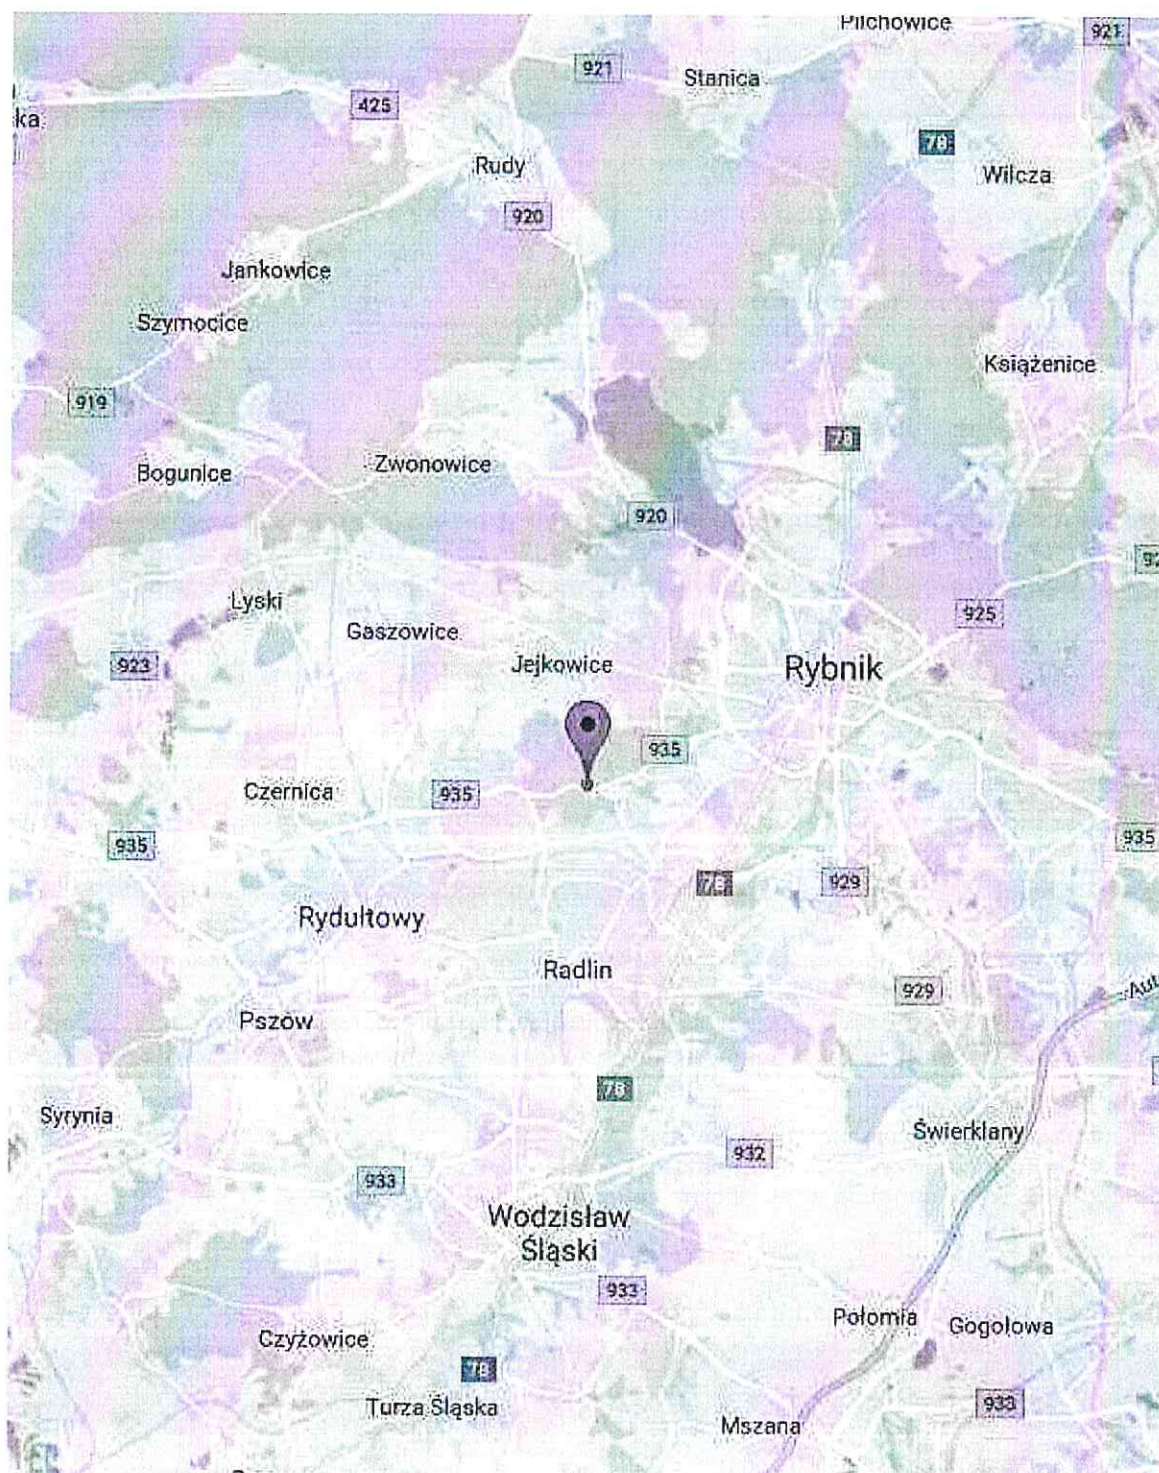 Pilchowice
921
921
Stanica
425
ka
78
Rudy
Wilcza
920
Jankowice
Szymocice
Książenice
919
78
Zwonowice
Bogunice
920
92
Lyski
925
Gaszowice
923
Jejkowice
Rybnik
935
Czernica
935
935
935
78
929
Rydułtowy
Radlin
929
Aut
Pszów
78
Syrynia
Świerklany
932
933
Wodzisław
Śląski
933
Połomia
Gogołowa
Czyżowice
78
933
Turza Śląska
Mszana